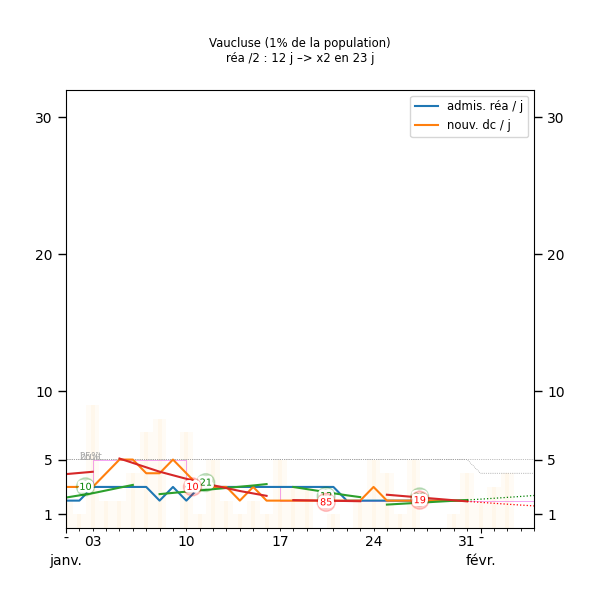 Vaucluse (1% de la population)
réa /2 : 12 j –> x2 en 23 j
admis. réa / j
nouv. dc / j
30
30
20
20
10
10
5
5
1
1
10
10
21
85
19
- 03 10 17 24 31 -
janv. févr.